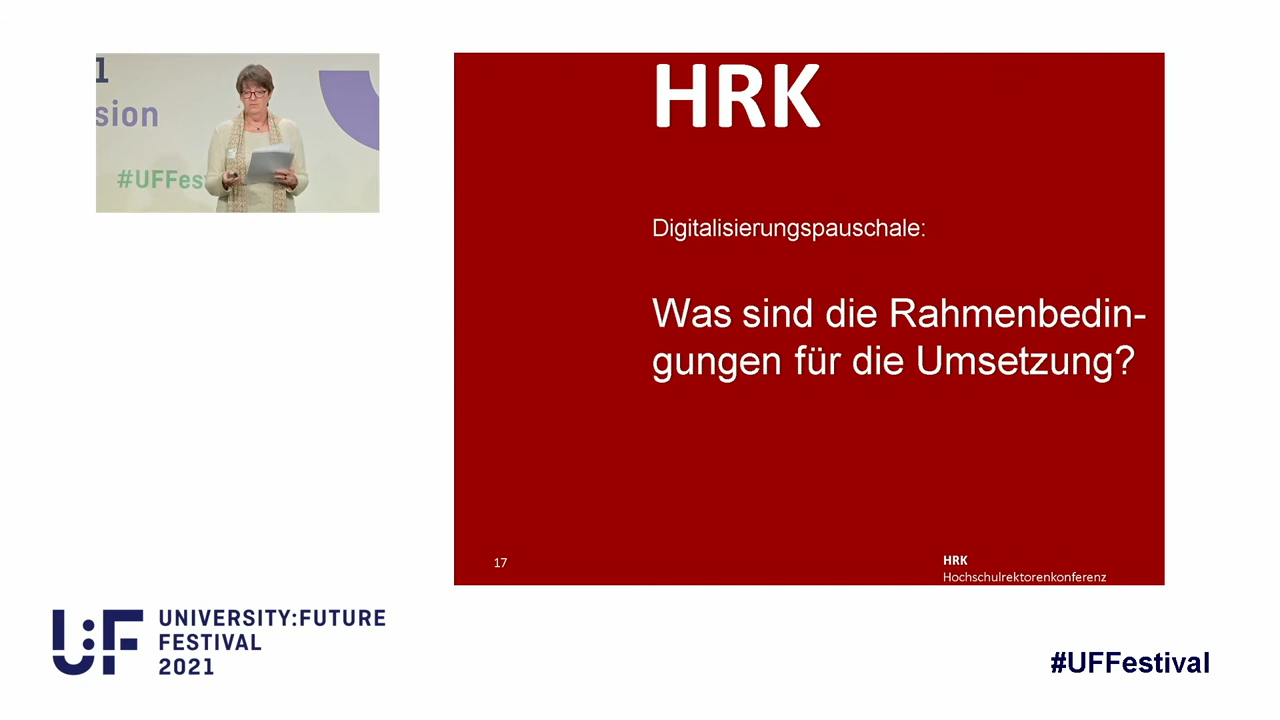 1
sion
#UFFes
HRK
Digitalisierungspauschale:
Was sind die Rahmenbedin-
gungen für die Umsetzung?
17
HRK
Hochschulrektorenkonferenz
U:F
UNIVERSITY:FUTURE
FESTIVAL
2021
#UFFestival